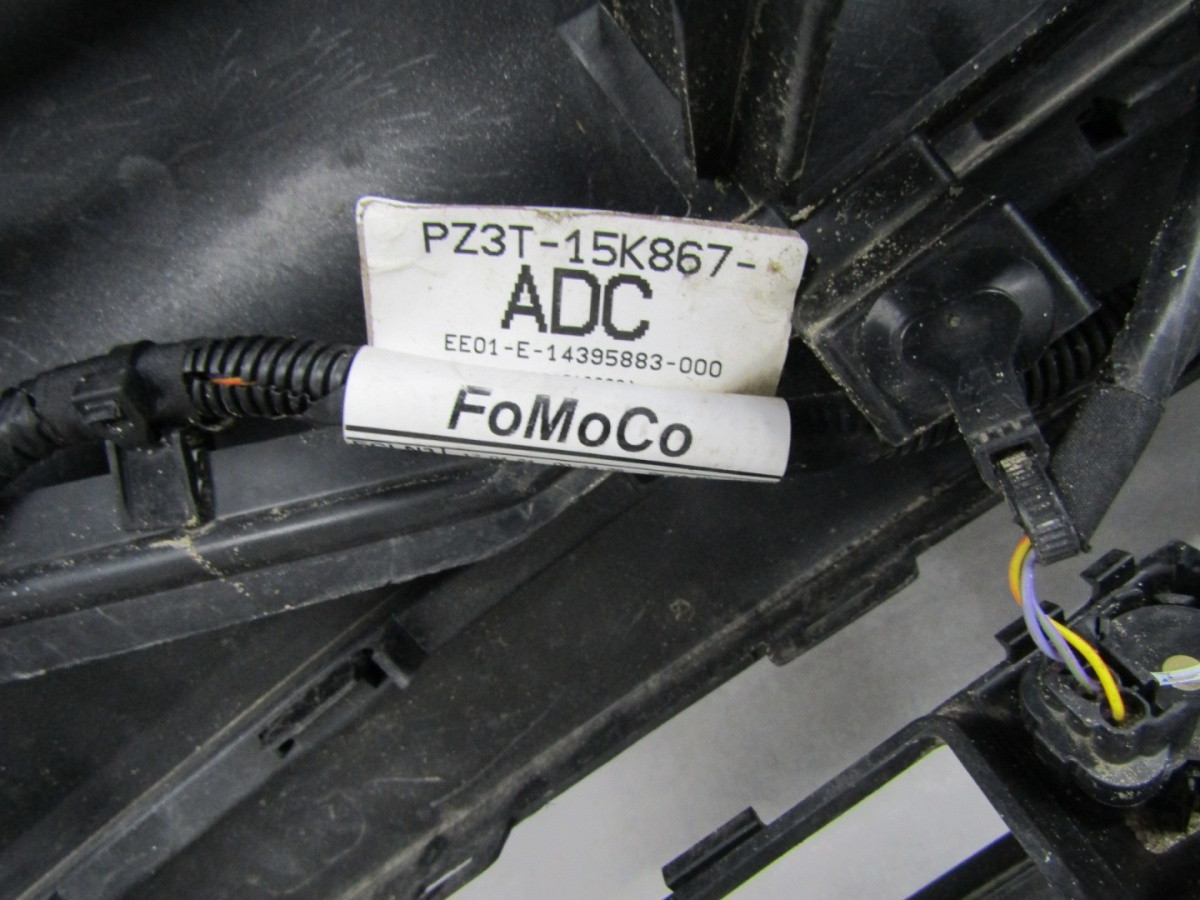 PZ3T-15K867-
ADC
EE01-E-14395883-000
FoMoCo